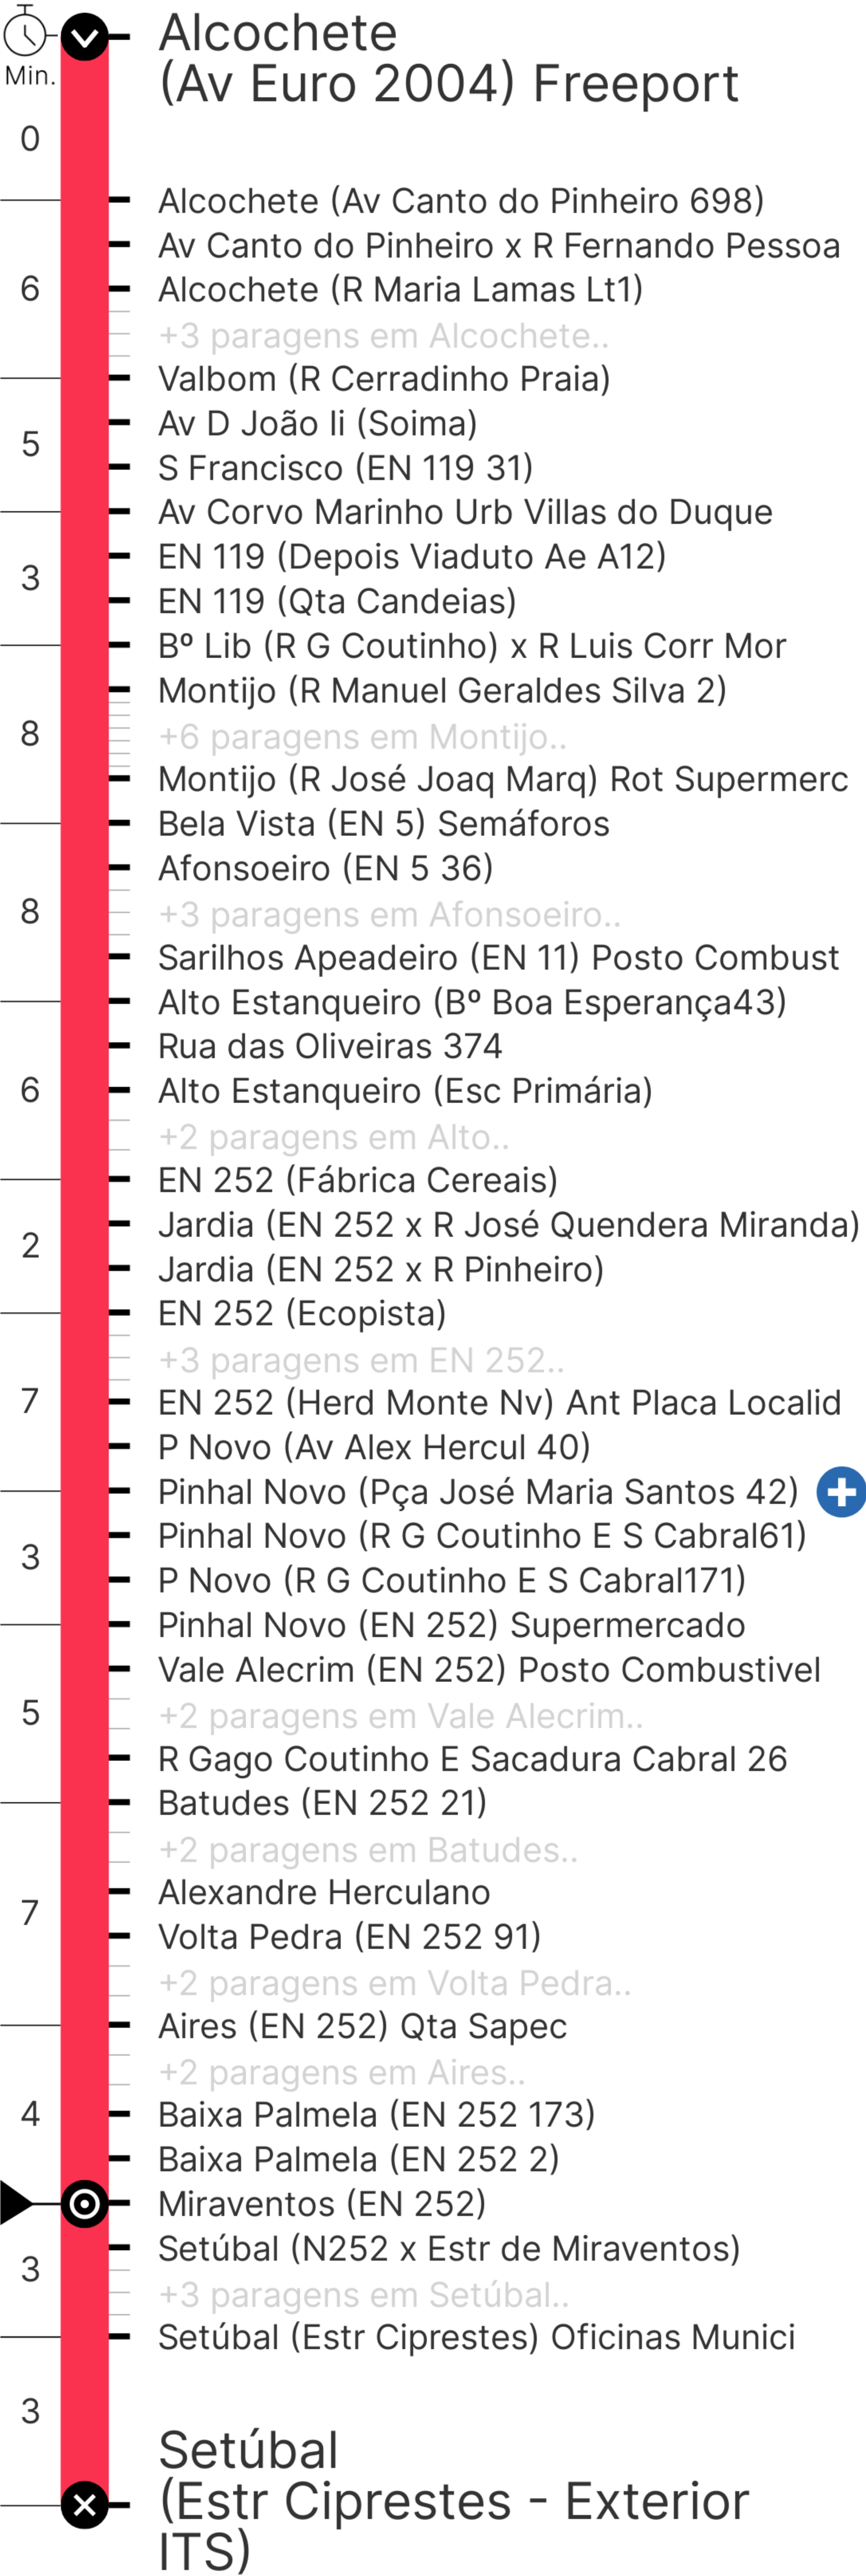 Alcochete
(Av Euro 2004) Freeport
Min.
0
Alcochete (Av Canto do Pinheiro 698)
Av Canto do Pinheiro x R Fernando Pessoa
6
Alcochete (R Maria Lamas Lt1)
+3 paragens em Alcochete..
Valbom (R Cerradinho Praia)
Av D João Ii (Soima)
5
S Francisco (EN 119 31)
Av Corvo Marinho Urb Villas do Duque
EN 119 (Depois Viaduto Ae A12)
3
EN 119 (Qta Candeias)
Bº Lib (R G Coutinho) x R Luis Corr Mor
Montijo (R Manuel Geraldes Silva 2)
8
+6 paragens em Montijo..
Montijo (R José Joaq Marq) Rot Supermerc
Bela Vista (EN 5) Semáforos
Afonsoeiro (EN 5 36)
8
+3 paragens em Afonsoeiro..
Sarilhos Apeadeiro (EN 11) Posto Combust
Alto Estanqueiro (Bº Boa Esperança43)
Rua das Oliveiras 374
6
Alto Estanqueiro (Esc Primária)
+2 paragens em Alto..
EN 252 (Fábrica Cereais)
Jardia (EN 252 x R José Quendera Miranda)
2
Jardia (EN 252 x R Pinheiro)
EN 252 (Ecopista)
+3 paragens em EN 252..
7
EN 252 (Herd Monte Nv) Ant Placa Localid
P Novo (Av Alex Hercul 40)
Pinhal Novo (Pça José Maria Santos 42)
Pinhal Novo (R G Coutinho E S Cabral61)
3
P Novo (R G Coutinho E S Cabral171)
Pinhal Novo (EN 252) Supermercado
Vale Alecrim (EN 252) Posto Combustivel
5
+2 paragens em Vale Alecrim..
R Gago Coutinho E Sacadura Cabral 26
Batudes (EN 252 21)
+2 paragens em Batudes..
Alexandre Herculano
7
Volta Pedra (EN 252 91)
+2 paragens em Volta Pedra..
Aires (EN 252) Qta Sapec
+2 paragens em Aires..
4
Baixa Palmela (EN 252 173)
Baixa Palmela (EN 252 2)
Miraventos (EN 252)
Setúbal (N252 x Estr de Miraventos)
3
+3 paragens em Setúbal..
Setúbal (Estr Ciprestes) Oficinas Munici
3
Setúbal
(Estr Ciprestes - Exterior
ITS)